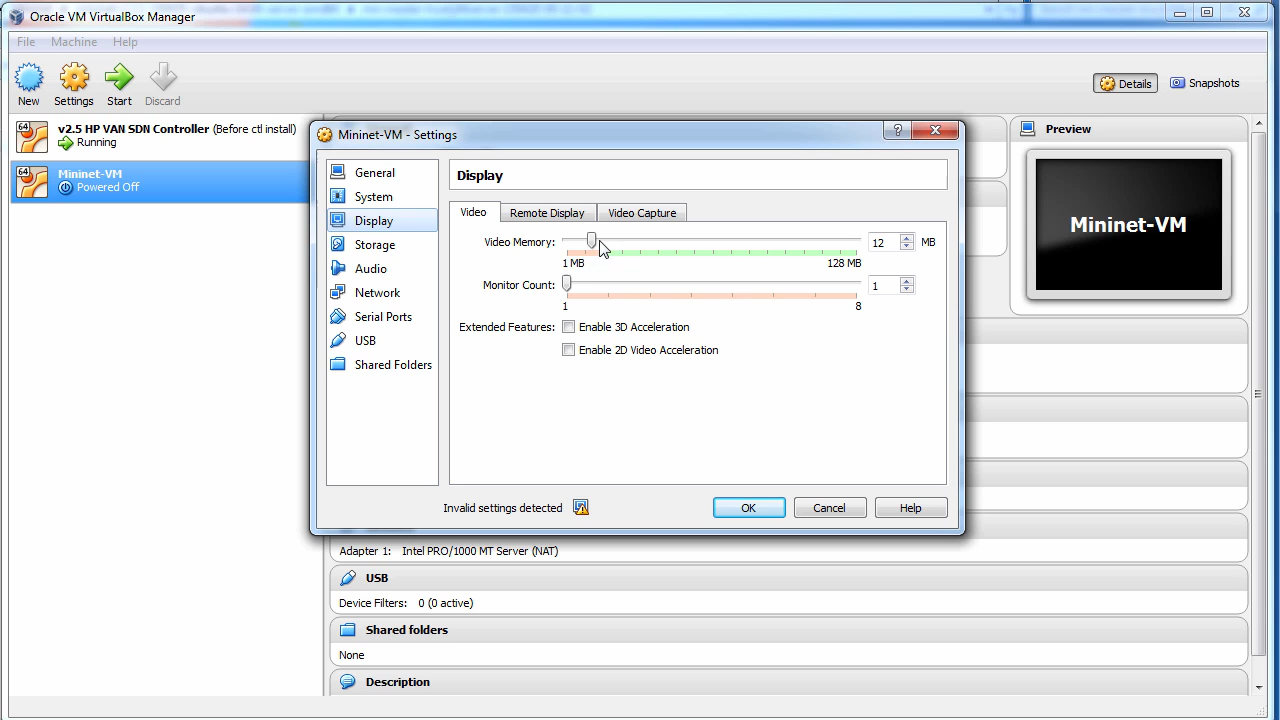 Oracle VM VirtualBox Manager
File Machine Help
New Settings Start Discard
Details Snapshots
64 v2.5 HP VAN SDN Controller (Before ctl install)
Running
64 Mininet-VM
Powered Off
Preview
Mininet-VM
Mininet-VM - Settings
?
General
System
Display
Storage
Audio
Network
Serial Ports
USB
Shared Folders
Display
Video Remote Display Video Capture
Video Memory: 12 MB
1 MB 128 MB
Monitor Count: 1
1 8
Extended Features: Enable 3D Acceleration
Enable 2D Video Acceleration
Invalid settings detected
OK Cancel Help
Adapter 1: Intel PRO/1000 MT Server (NAT)
USB
Device Filters: 0 (0 active)
Shared folders
None
Description